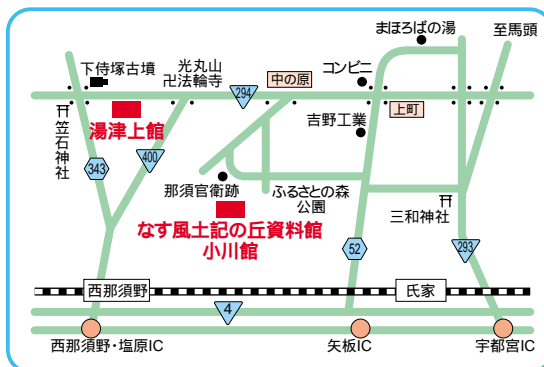 まほろばの湯
至馬頭
下侍塚古墳
光丸山
卍法輪寺
中の原
コンビニ
294
上町
湯津上館
吉野工業
笠石神社
343
400
那須官衙跡
ふるさとの森
公園
三和神社
なす風土記の丘資料館
小川館
52
293
西那須野
氏家
4
西那須野・塩原IC
矢板IC
宇都宮IC